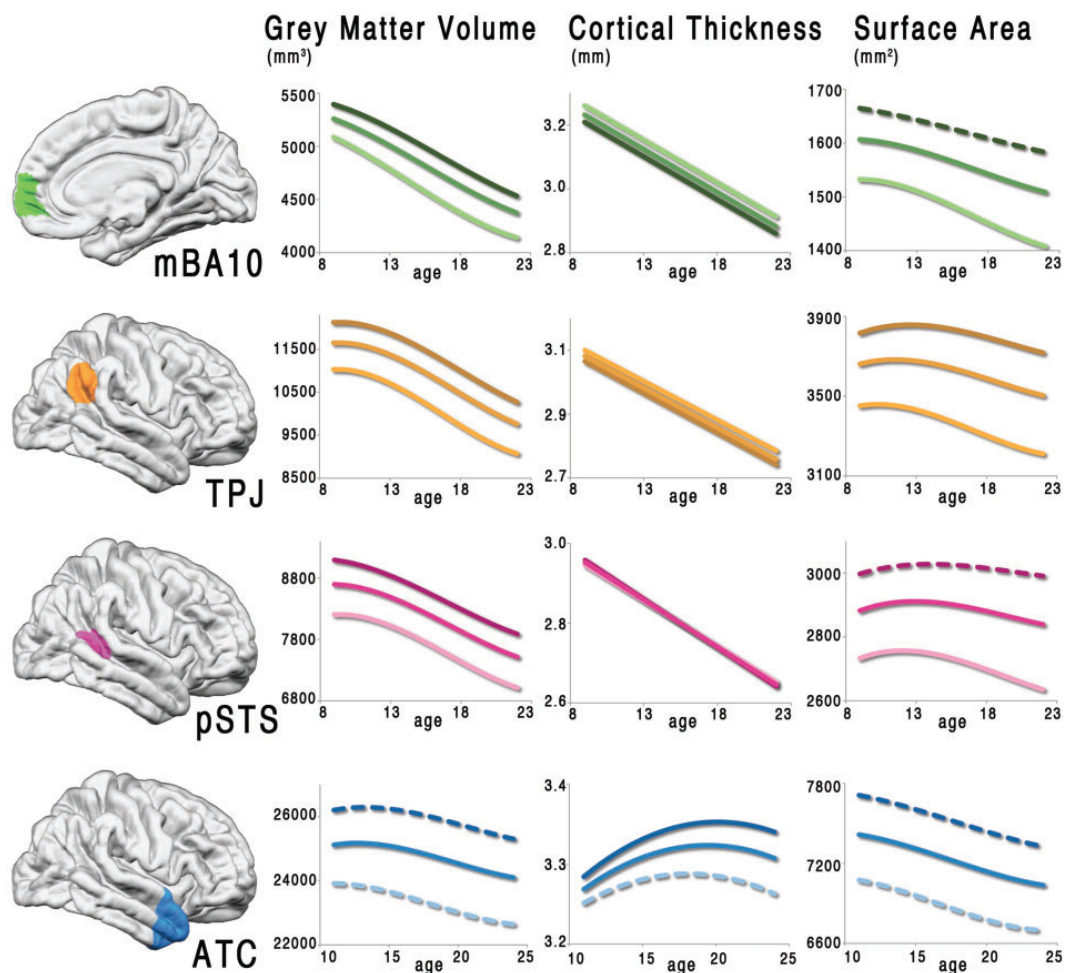 Grey Matter Volume Cortical Thickness Surface Area
(mm³) (mm) (mm²)
5500
5000
4500
4000
8 13 18 23
age
3.2
3.0
2.8
8 13 18 23
age
1700
1600
1500
1400
8 13 18 23
age
mBA10
11500
10500
9500
8500
8 13 18 23
age
3.1
2.9
2.7
8 13 18 23
age
3900
3500
3100
8 13 18 23
age
TPJ
8800
7800
6800
8 13 18 23
age
3.0
2.8
2.6
8 13 18 23
age
3000
2800
2600
8 13 18 23
age
pSTS
26000
24000
22000
10 15 20 25
age
3.4
3.3
3.2
10 15 20 25
age
7800
7200
6600
10 15 20 25
age
ATC